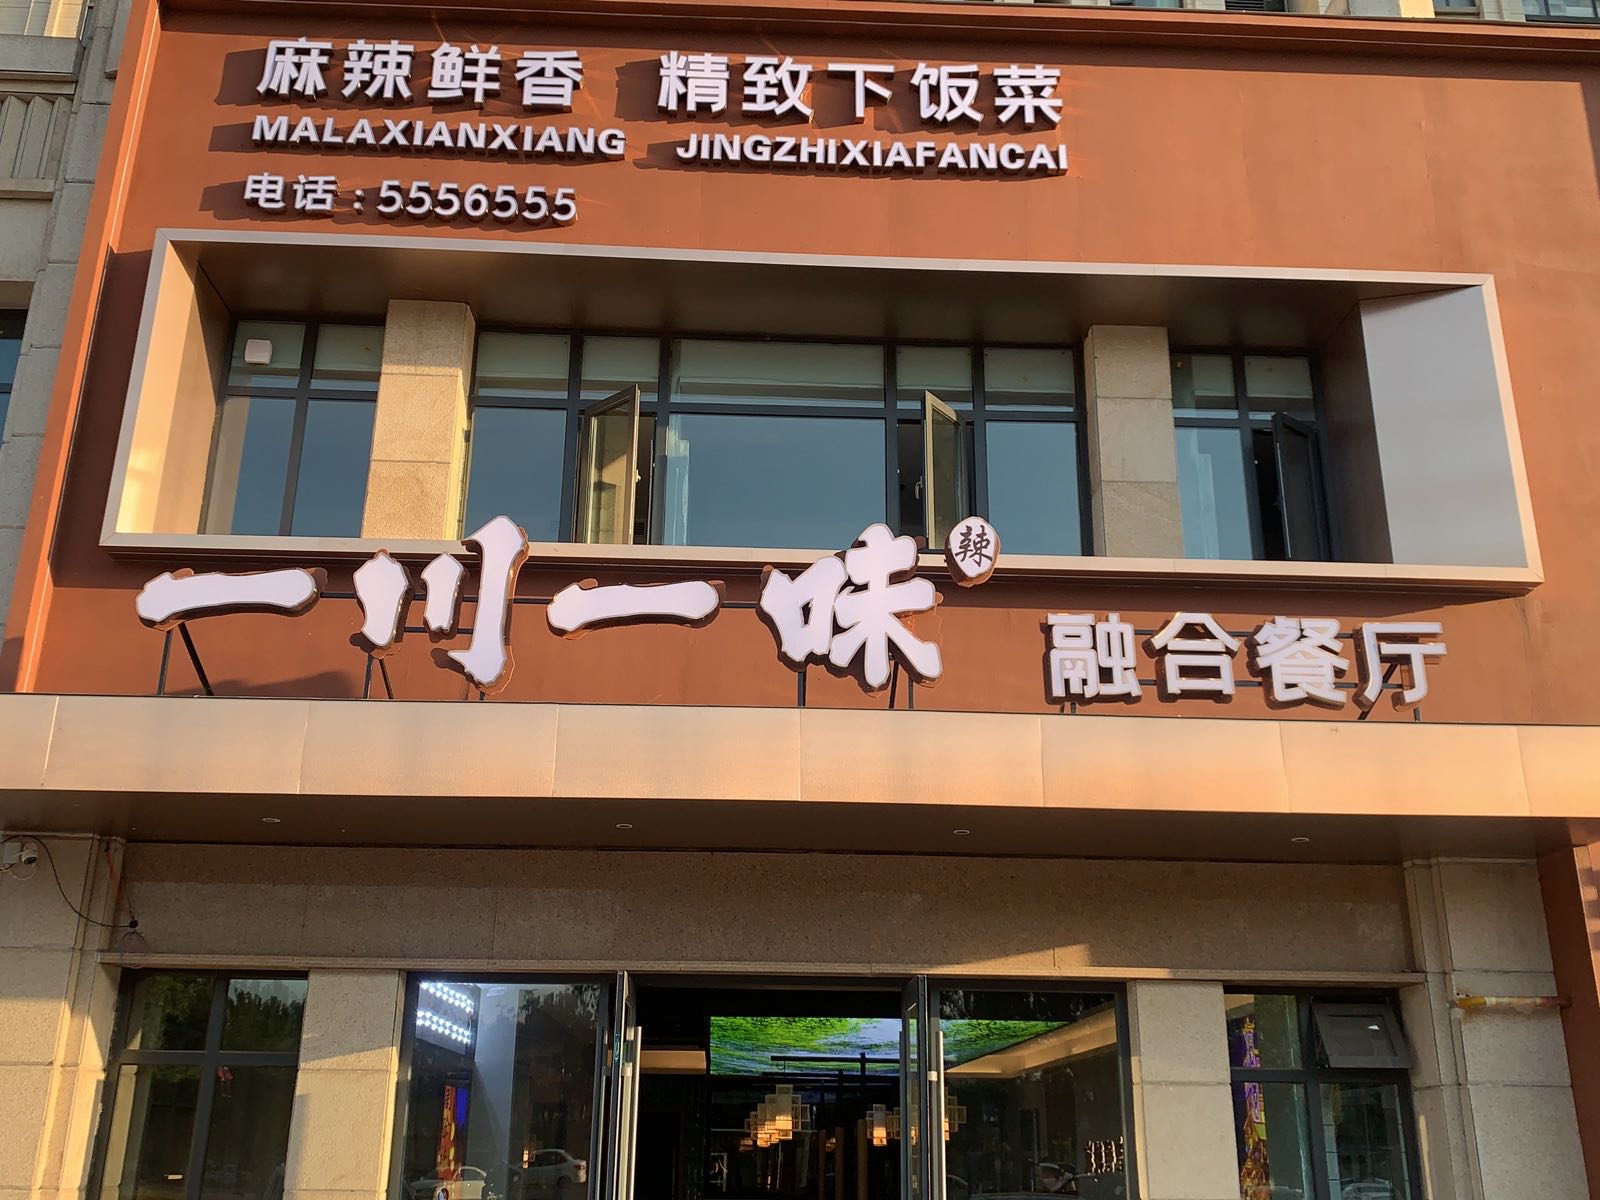 麻辣鲜香 精致下饭菜
MALAXIANXIANG JINGZHIXIAFANCAI
电话：5556555
一川一味 辣
融合餐厅